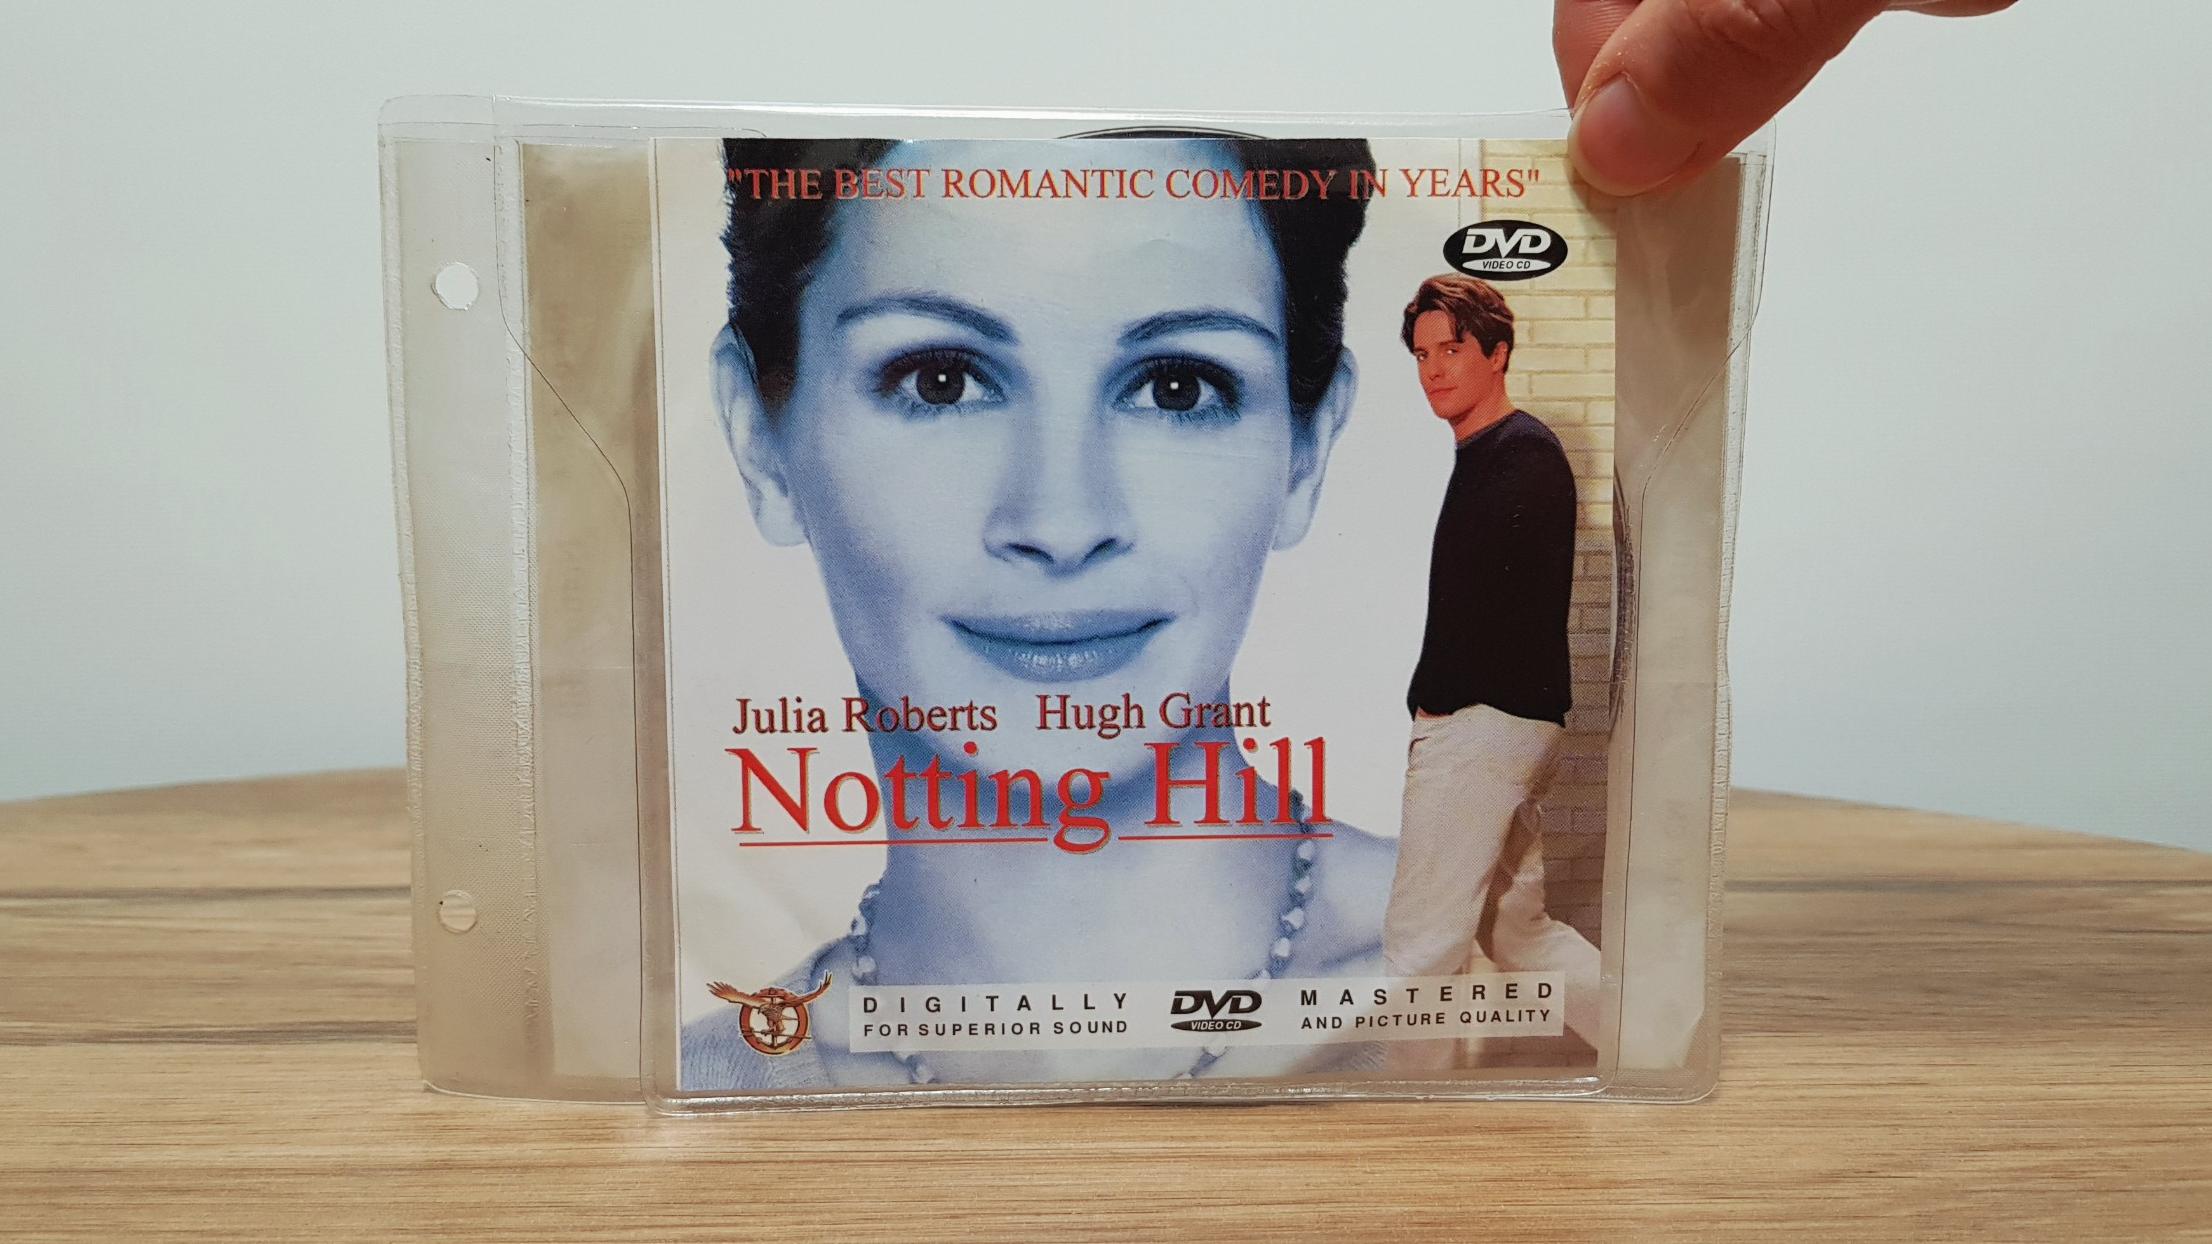 "THE BEST ROMANTIC COMEDY IN YEARS"
DVD
VIDEO CD
Julia Roberts Hugh Grant
Notting Hill
DIGITALLY DVD MASTERED
FOR SUPERIOR SOUND VIDEO CD AND PICTURE QUALITY